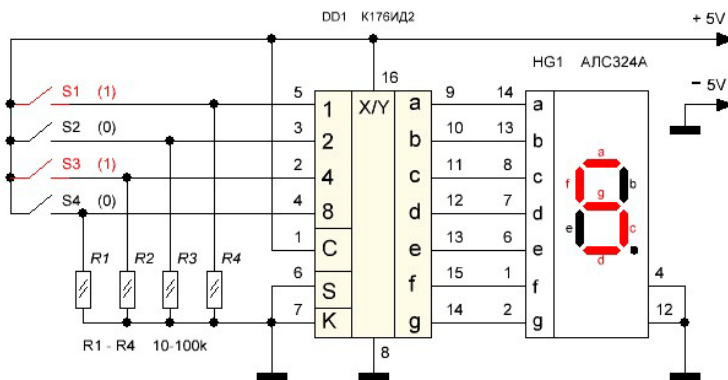 DD1 К176ИД2
+ 5V
HG1 АЛС324А
− 5V
S1 (1)
S2 (0)
S3 (1)
S4 (0)
5
3
2
4
1
6
7
16
8
1
2
4
8
C
S
K
X/Y
a
b
c
d
e
f
g
9
10
11
12
13
15
14
14
13
8
7
6
1
2
a
b
c
d
e
f
g
a
f
b
g
e
c
d
4
12
R1
R2
R3
R4
R1 - R4 10-100k